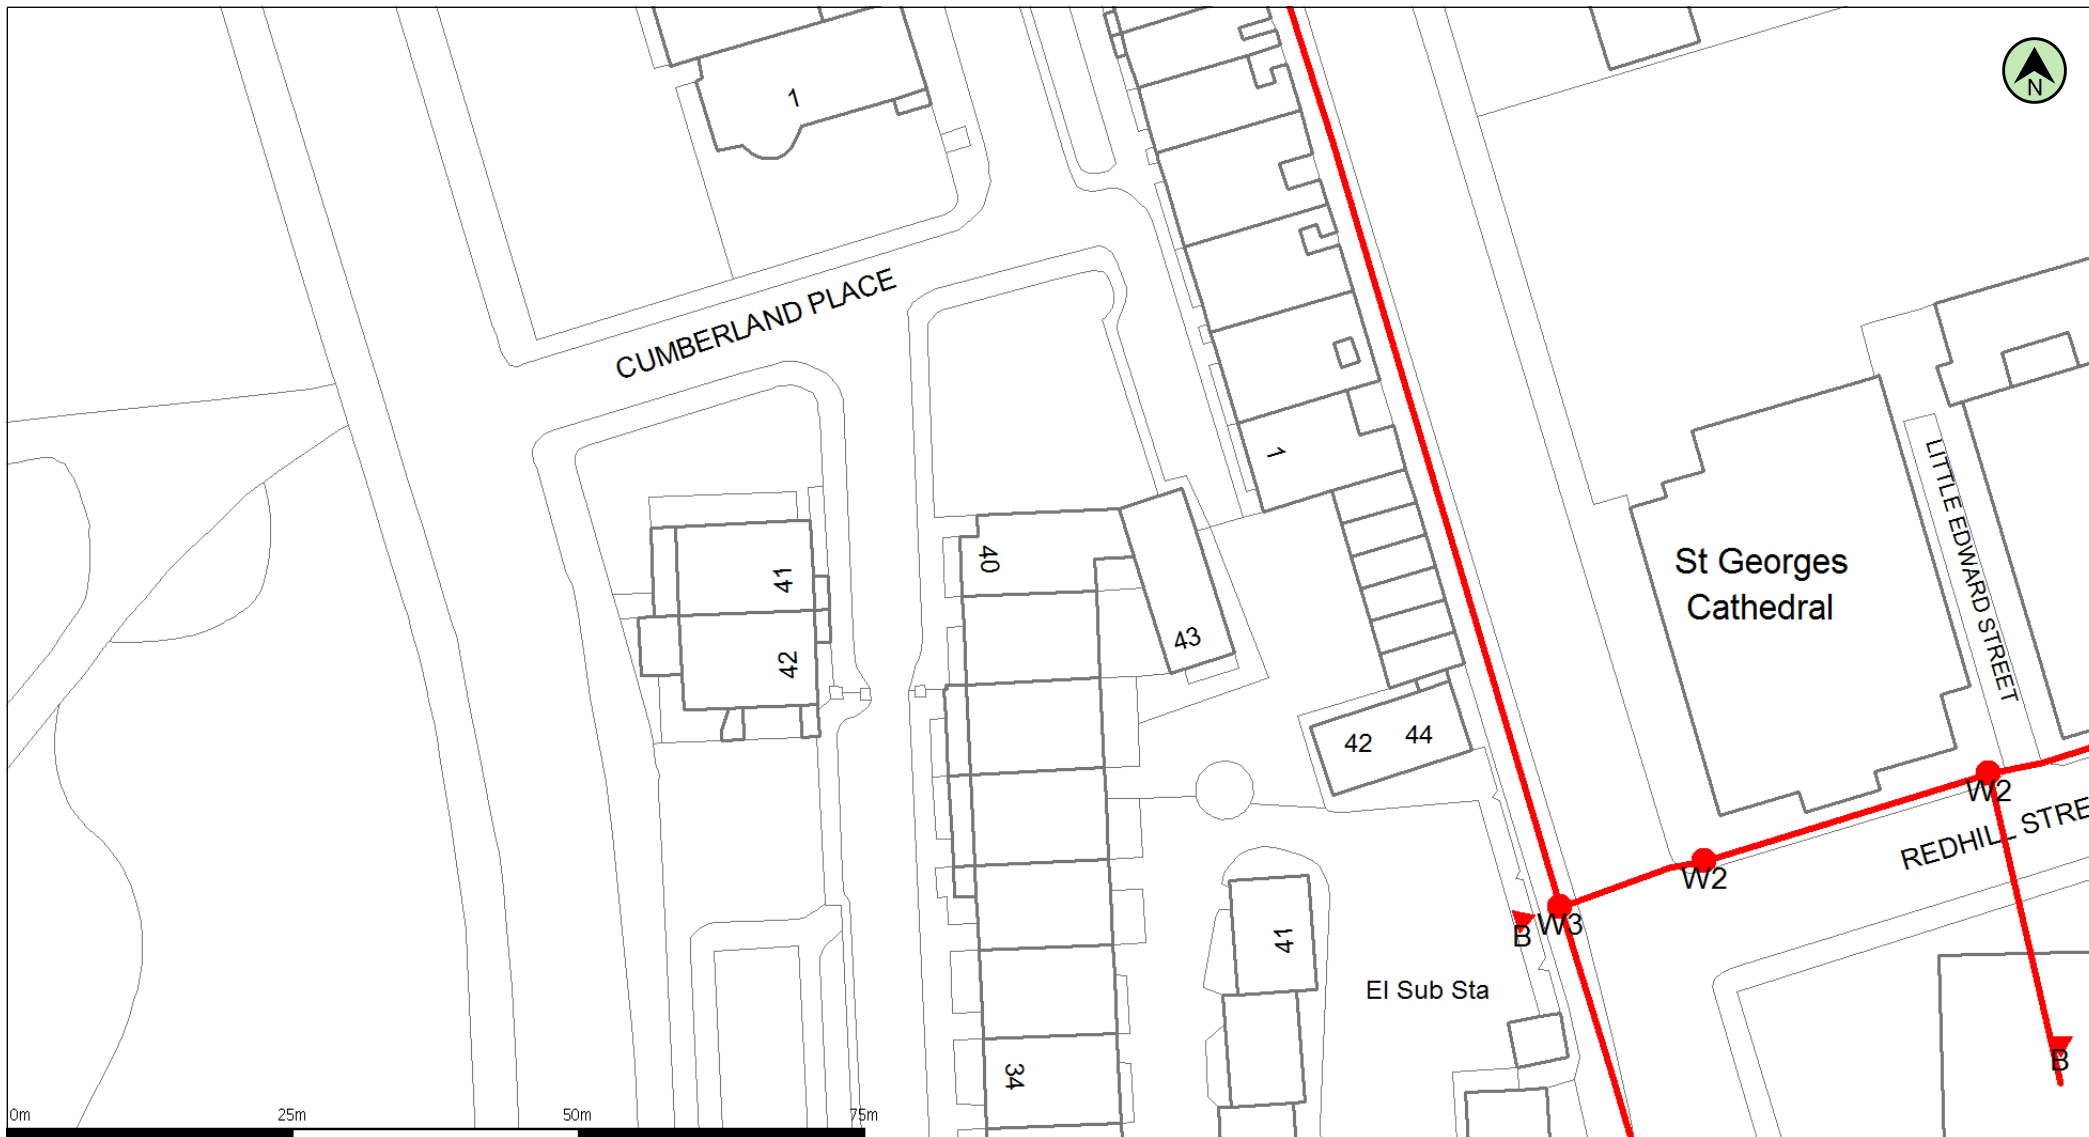 1
N
CUMBERLAND PLACE
1
LITTLE EDWARD STREET
St Georges
Cathedral
40
41
43
42
42
44
W2
REDHILL STRE
W2
W3
B
41
El Sub Sta
B
34
0m
25m
50m
75m